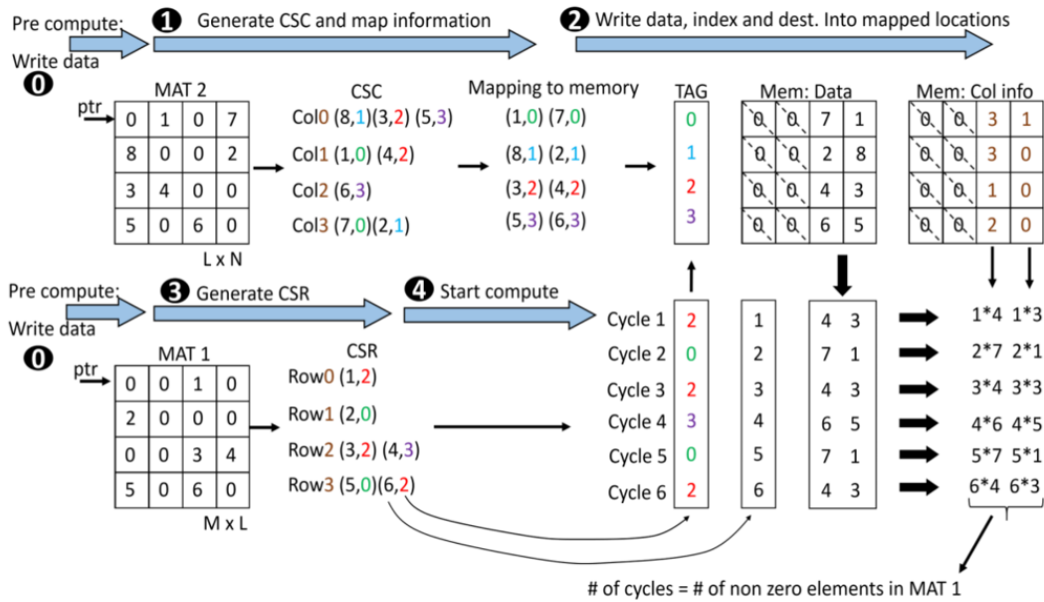 Pre compute:
Write data
0
1 Generate CSC and map information
2 Write data, index and dest. Into mapped locations
ptr
MAT 2
0 1 0 7
8 0 0 2
3 4 0 0
5 0 6 0
L x N
CSC
Col0 (8,1)(3,2) (5,3)
Col1 (1,0) (4,2)
Col2 (6,3)
Col3 (7,0)(2,1)
Mapping to memory
(1,0) (7,0)
(8,1) (2,1)
(3,2) (4,2)
(5,3) (6,3)
TAG
0
1
2
3
Mem: Data
0 0 7 1
0 0 2 8
0 0 4 3
0 0 6 5
Mem: Col info
0 0 3 1
0 0 3 0
0 0 1 0
0 0 2 0
Pre compute:
Write data
0
3 Generate CSR
4 Start compute
ptr
MAT 1
0 0 1 0
2 0 0 0
0 0 3 4
5 0 6 0
M x L
CSR
Row0 (1,2)
Row1 (2,0)
Row2 (3,2) (4,3)
Row3 (5,0)(6,2)
Cycle 1 2 1 4 3 1*4 1*3
Cycle 2 0 2 7 1 2*7 2*1
Cycle 3 2 3 4 3 3*4 3*3
Cycle 4 3 4 6 5 4*6 4*5
Cycle 5 0 5 7 1 5*7 5*1
Cycle 6 2 6 4 3 6*4 6*3
# of cycles = # of non zero elements in MAT 1